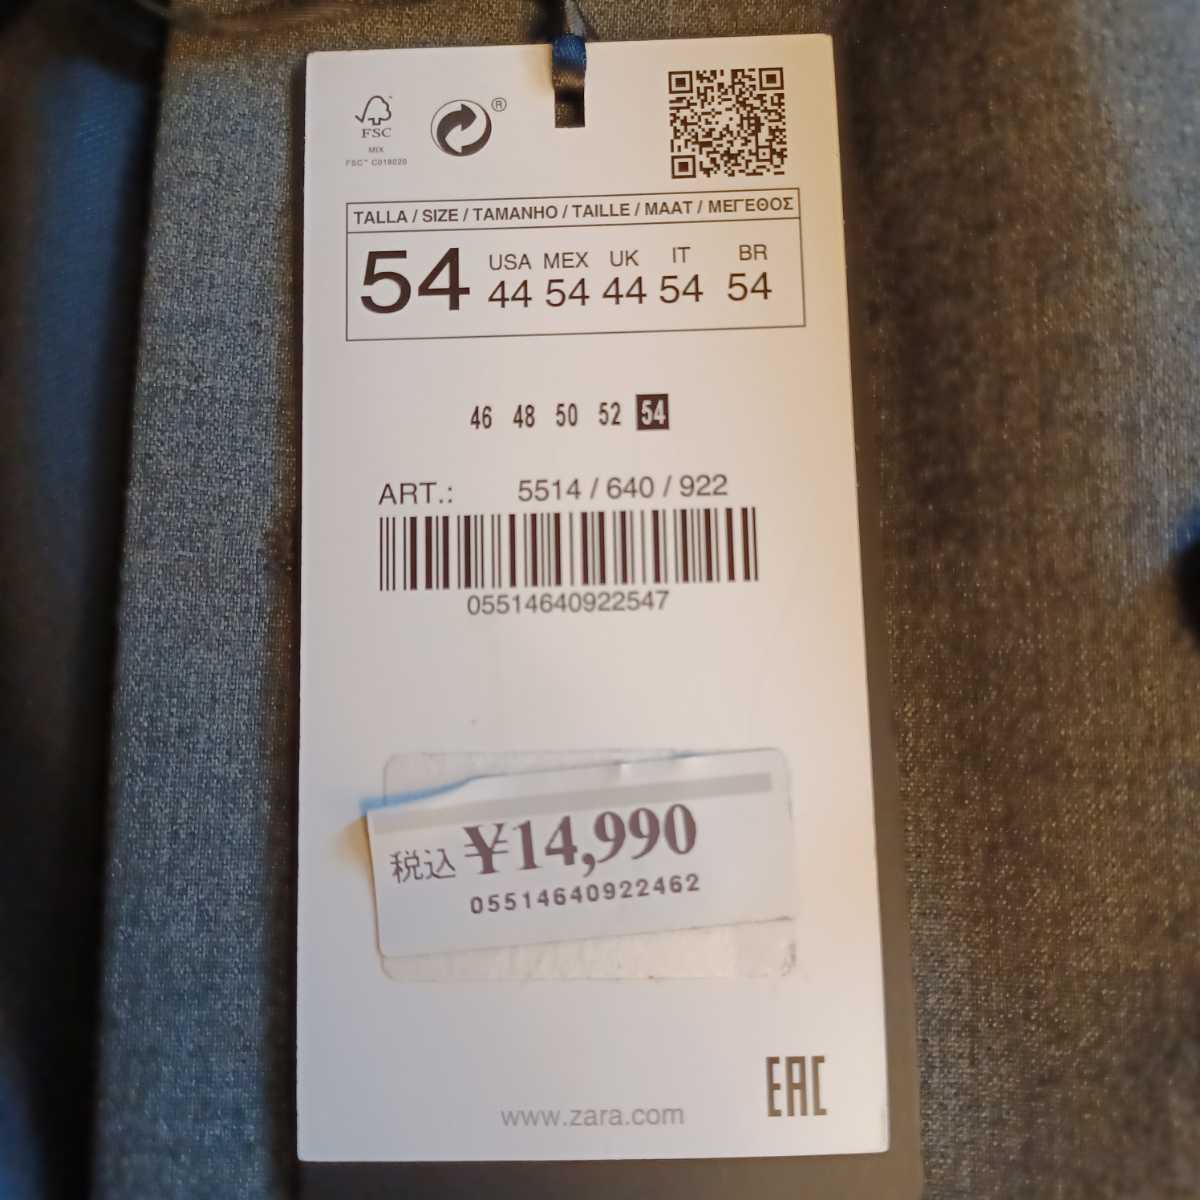 FSC
MIX
FSC™ C018020
®
TALLA / SIZE / TAMANHO / TAILLE / MAAT / ΜΕΓΕΘΟΣ
54
USA MEX UK IT BR
44 54 44 54 54
46 48 50 52 54
ART.: 5514 / 640 / 922
05514640922547
税込 ¥14,990
05514640922462
EAC
www.zara.com